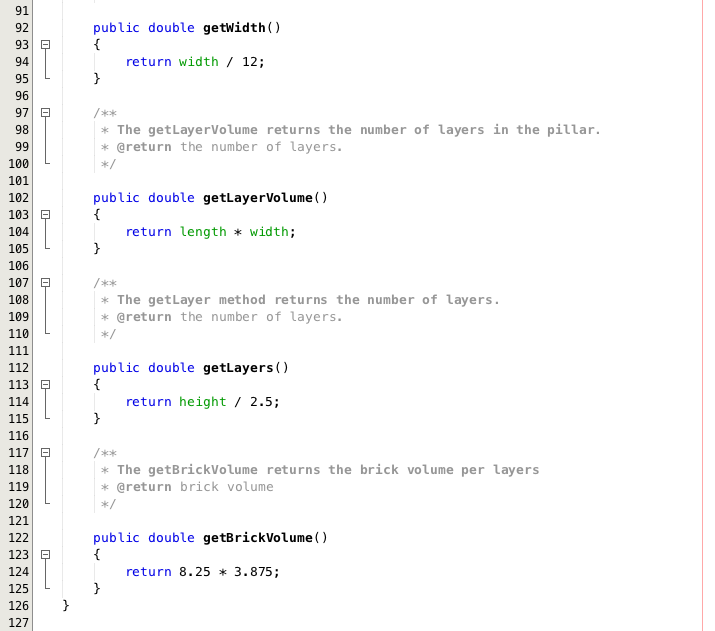 91
92 public double getWidth()
93 {
94 return width / 12;
95 }
96
97 /**
98 * The getLayerVolume returns the number of layers in the pillar.
99 * @return the number of layers.
100 */
101
102 public double getLayerVolume()
103 {
104 return length * width;
105 }
106
107 /**
108 * The getLayer method returns the number of layers.
109 * @return the number of layers.
110 */
111
112 public double getLayers()
113 {
114 return height / 2.5;
115 }
116
117 /**
118 * The getBrickVolume returns the brick volume per layers
119 * @return brick volume
120 */
121
122 public double getBrickVolume()
123 {
124 return 8.25 * 3.875;
125 }
126 }
127